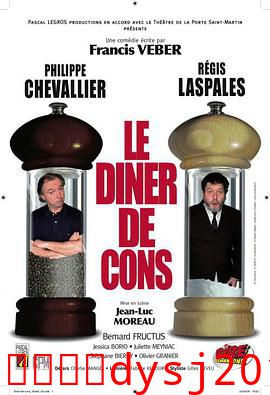 Pascal LEGROS productions en accord avec le Théâtre de la Porte Saint-Martin
présente
Une comédie écrite par
Francis VEBER
PHILIPPE
CHEVALLIER
RÉGIS
LASPALES
LE
DINER
DE
CONS
Mise en scène
Jean-Luc
MOREAU
Bernard FRUCTUS
Jessica BORIO • Juliette MEYNIAC
Stéphane BIERRY • Olivier GRANIER
dysj20